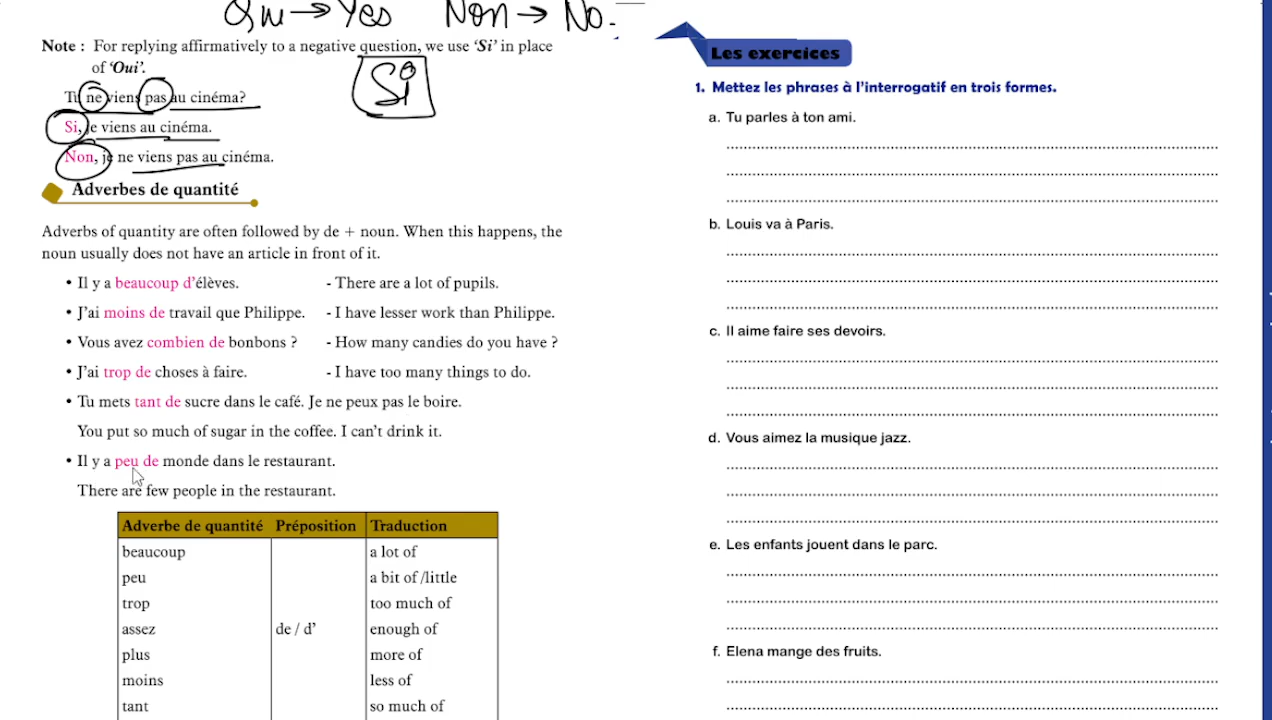 Oui → Yes Non → No.
Note : For replying affirmatively to a negative question, we use ‘Si’ in place
of ‘Oui’.
Si
Tu ne viens pas au cinéma?
Si, je viens au cinéma.
Non, je ne viens pas au cinéma.
Adverbes de quantité
Adverbs of quantity are often followed by de + noun. When this happens, the
noun usually does not have an article in front of it.
• Il y a beaucoup d’élèves. - There are a lot of pupils.
• J’ai moins de travail que Philippe. - I have lesser work than Philippe.
• Vous avez combien de bonbons ? - How many candies do you have ?
• J’ai trop de choses à faire. - I have too many things to do.
• Tu mets tant de sucre dans le café. Je ne peux pas le boire.
You put so much of sugar in the coffee. I can’t drink it.
• Il y a peu de monde dans le restaurant.
There are few people in the restaurant.
Adverbe de quantité Préposition Traduction
beaucoup a lot of
peu a bit of /little
trop too much of
assez de / d’ enough of
plus more of
moins less of
tant so much of
Les exercices
1. Mettez les phrases à l’interrogatif en trois formes.
a. Tu parles à ton ami.
b. Louis va à Paris.
c. Il aime faire ses devoirs.
d. Vous aimez la musique jazz.
e. Les enfants jouent dans le parc.
f. Elena mange des fruits.